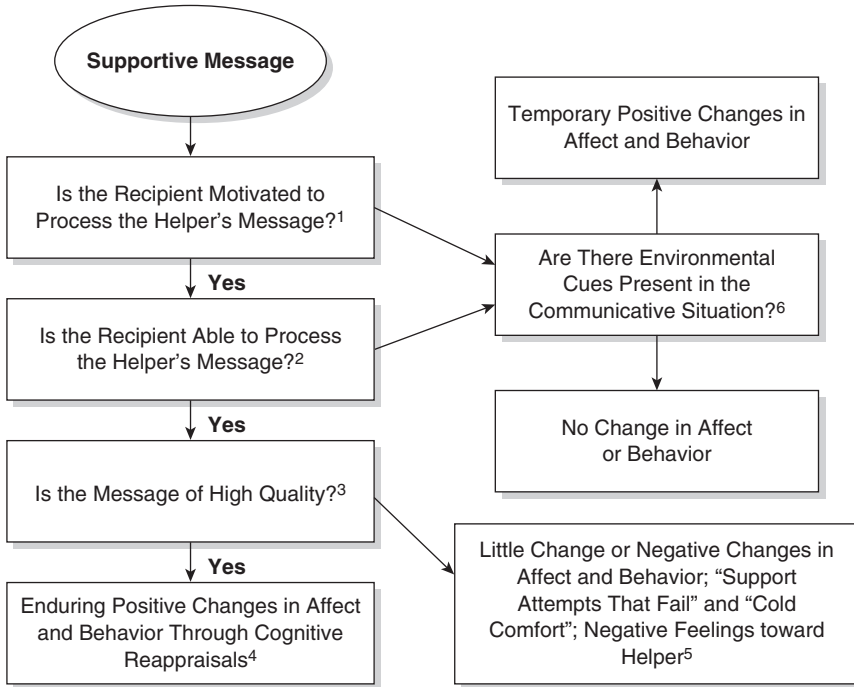 Supportive Message
Is the Recipient Motivated to
Process the Helper's Message?¹
Yes
Is the Recipient Able to Process
the Helper's Message?²
Yes
Is the Message of High Quality?³
Yes
Enduring Positive Changes in Affect
and Behavior Through Cognitive
Reappraisals⁴
Temporary Positive Changes in
Affect and Behavior
Are There Environmental
Cues Present in the
Communicative Situation?⁶
No Change in Affect
or Behavior
Little Change or Negative Changes in
Affect and Behavior; “Support
Attempts That Fail” and “Cold
Comfort”; Negative Feelings toward
Helper⁵